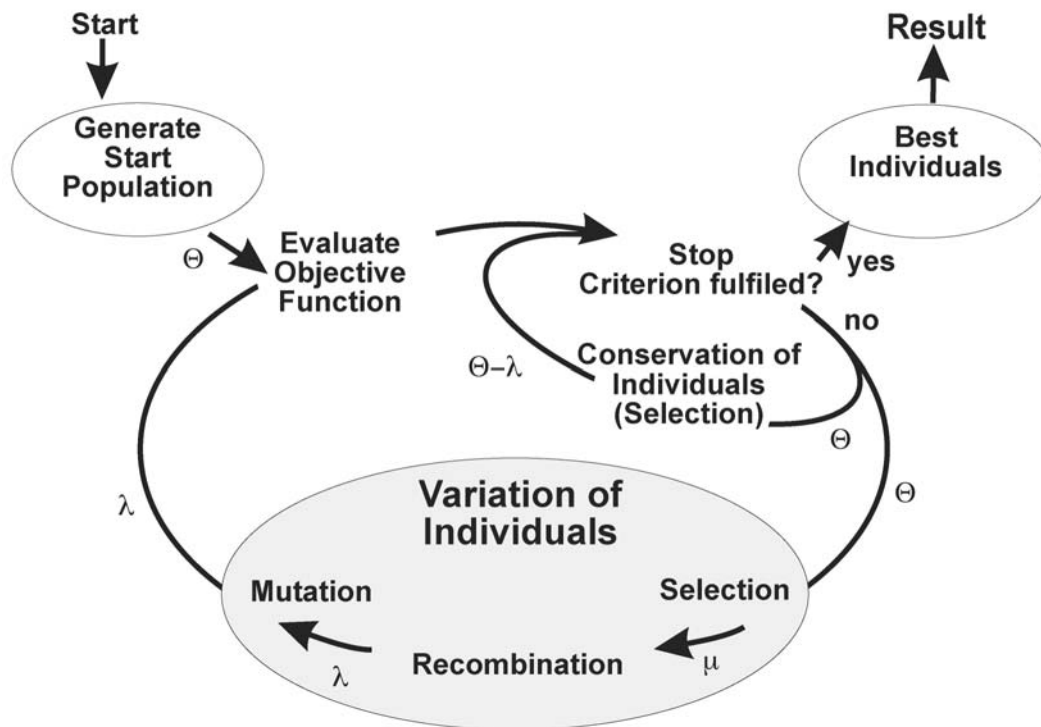 Start
Generate
Start
Population
Θ
Evaluate
Objective
Function
Stop
Criterion fulfiled?
yes
Best
Individuals
Result
no
Conservation of
Individuals
(Selection)
Θ–λ
Θ
Θ
λ
Variation of
Individuals
Selection
μ
Recombination
λ
Mutation